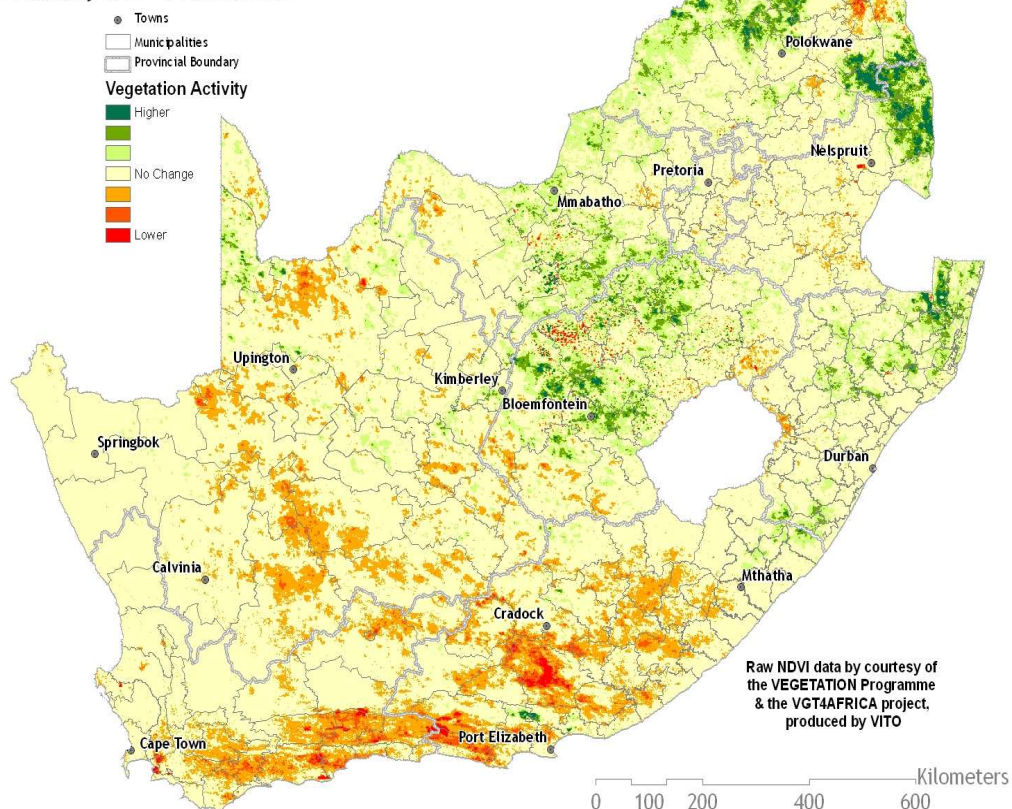 Towns
Municipalities
Provincial Boundary
Vegetation Activity
Higher
No Change
Lower
Polokwane
Nelspruit
Pretoria
Mmabatho
Upington
Kimberley
Bloemfontein
Springbok
Durban
Calvinia
Mthatha
Cradock
Raw NDVI data by courtesy of
the VEGETATION Programme
& the VGT4AFRICA project,
produced by VITO
Port Elizabeth
Cape Town
Kilometers
0 100 200 400 600